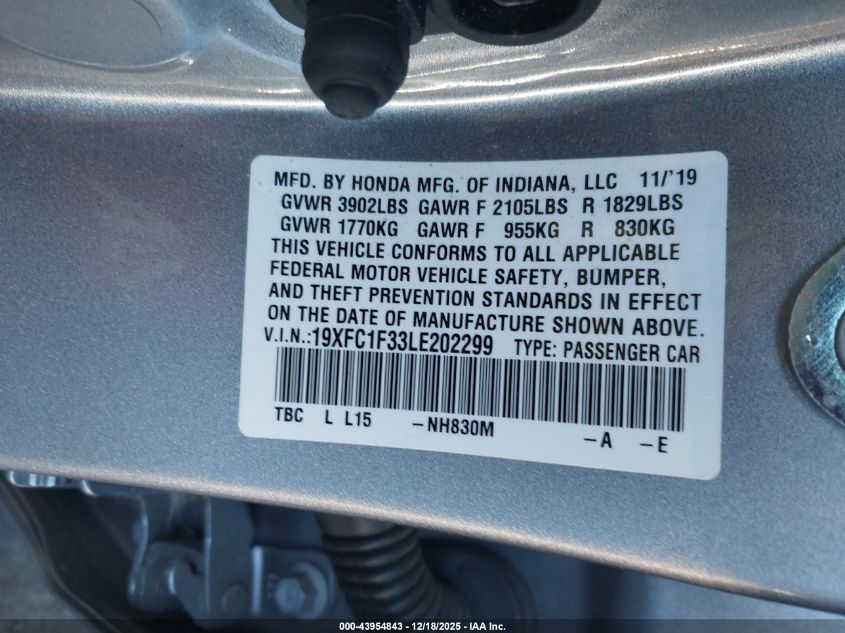 MFD. BY HONDA MFG. OF INDIANA, LLC 11/'19
GVWR 3902LBS GAWR F 2105LBS R 1829LBS
GVWR 1770KG GAWR F 955KG R 830KG
THIS VEHICLE CONFORMS TO ALL APPLICABLE
FEDERAL MOTOR VEHICLE SAFETY, BUMPER,
AND THEFT PREVENTION STANDARDS IN EFFECT
ON THE DATE OF MANUFACTURE SHOWN ABOVE.
V.I.N.:19XFC1F33LE202299 TYPE: PASSENGER CAR
TBC L L15 -NH830M -A -E
000-43954843 / 12/18/2025 - IAA Inc.